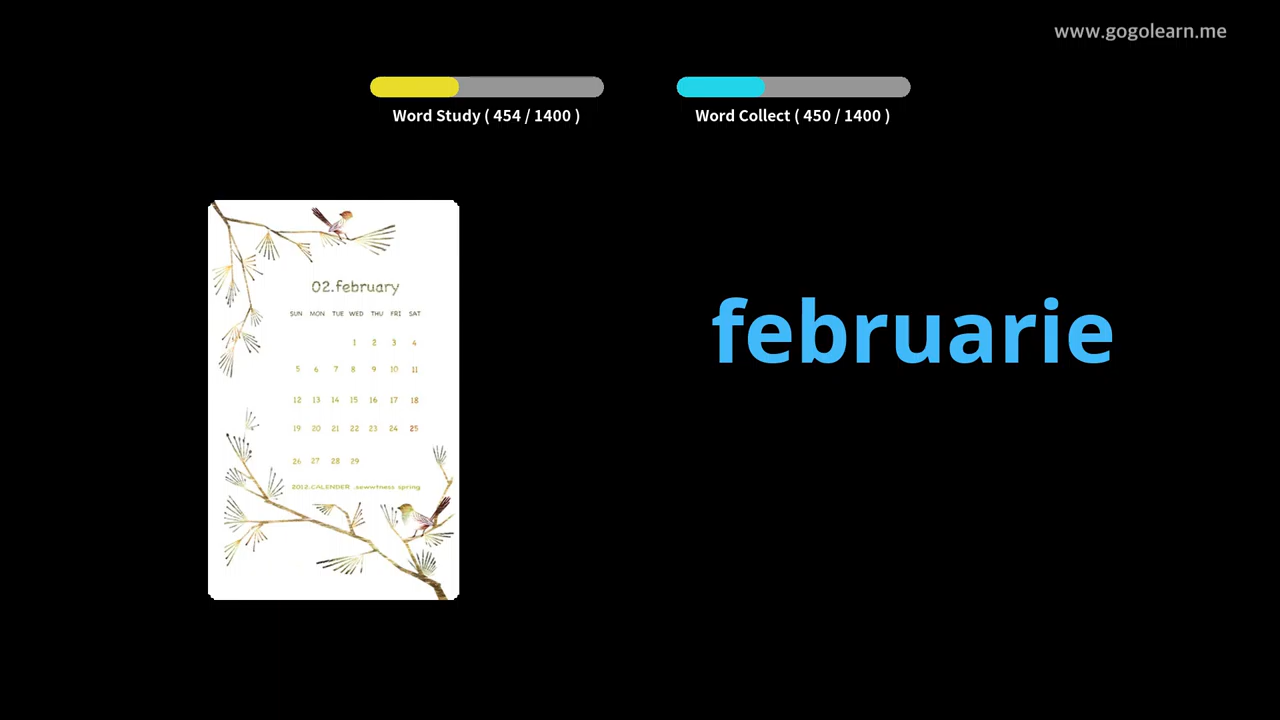 www.gogolearn.me
Word Study ( 454 / 1400 )
Word Collect ( 450 / 1400 )
02.february
SUN MON TUE WED THU FRI SAT
1 2 3 4
5 6 7 8 9 10 11
12 13 14 15 16 17 18
19 20 21 22 23 24 25
26 27 28 29
2012.CALENDER .sewwtness spring
februarie